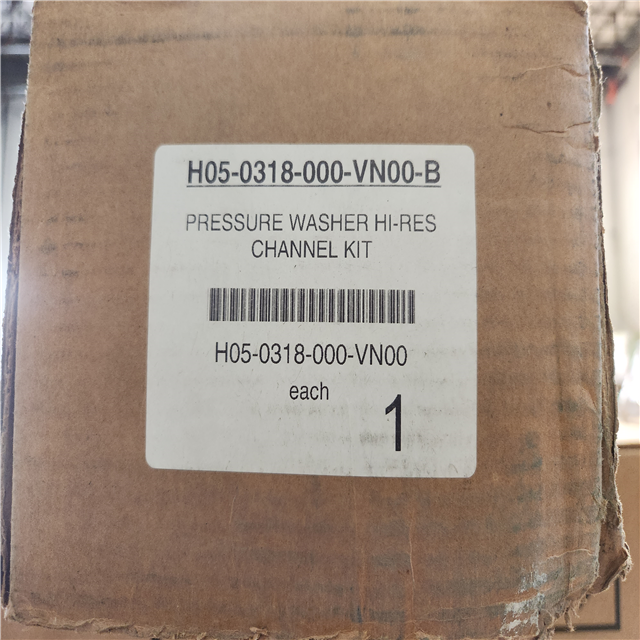 H05-0318-000-VN00-B
PRESSURE WASHER HI-RES
CHANNEL KIT
H05-0318-000-VN00
each
1